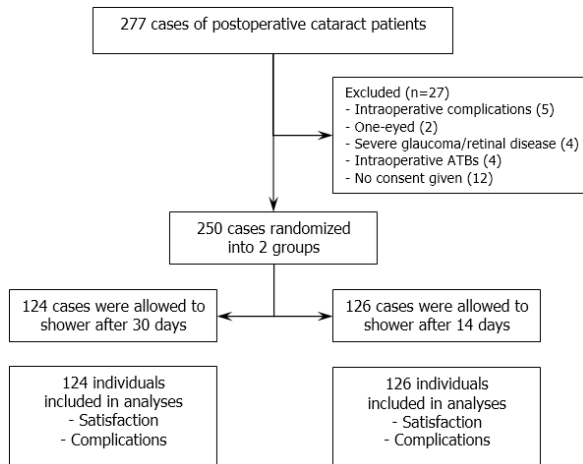 277 cases of postoperative cataract patients
Excluded (n=27)
- Intraoperative complications (5)
- One-eyed (2)
- Severe glaucoma/retinal disease (4)
- Intraoperative ATBs (4)
- No consent given (12)
250 cases randomized
into 2 groups
124 cases were allowed to
shower after 30 days
126 cases were allowed to
shower after 14 days
124 individuals
included in analyses
- Satisfaction
- Complications
126 individuals
included in analyses
- Satisfaction
- Complications